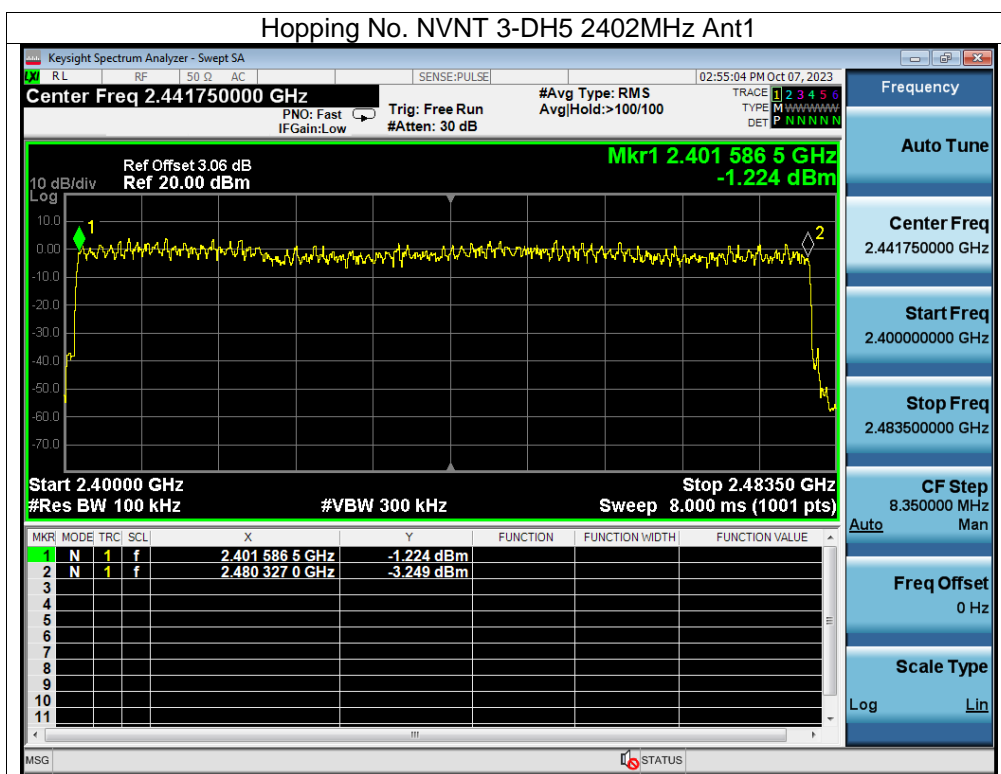 Hopping No. NVNT 3-DH5 2402MHz Ant1
Keysight Spectrum Analyzer - Swept SA
LXI RL RF 50 Ω AC SENSE:PULSE 02:55:04 PM Oct 07, 2023
Center Freq 2.441750000 GHz
PNO: Fast
IFGain:Low
Trig: Free Run
#Atten: 30 dB
#Avg Type: RMS
Avg|Hold:>100/100
TRACE 1 2 3 4 5 6
TYPE M WWWWW
DET P N N N N N
Ref Offset 3.06 dB
10 dB/div Ref 20.00 dBm
Log
Mkr1 2.401 586 5 GHz
-1.224 dBm
10.0
0.00
-10.0
-20.0
-30.0
-40.0
-50.0
-60.0
-70.0
1
2
Start 2.40000 GHz Stop 2.48350 GHz
#Res BW 100 kHz #VBW 300 kHz Sweep 8.000 ms (1001 pts)
MKR MODE TRC SCL X Y FUNCTION FUNCTION WIDTH FUNCTION VALUE
1 N 1 f 2.401 586 5 GHz -1.224 dBm
2 N 1 f 2.480 327 0 GHz -3.249 dBm
3
4
5
6
7
8
9
10
11
MSG STATUS
Frequency
Auto Tune
Center Freq
2.441750000 GHz
Start Freq
2.400000000 GHz
Stop Freq
2.483500000 GHz
CF Step
8.350000 MHz
Auto Man
Freq Offset
0 Hz
Scale Type
Log Lin